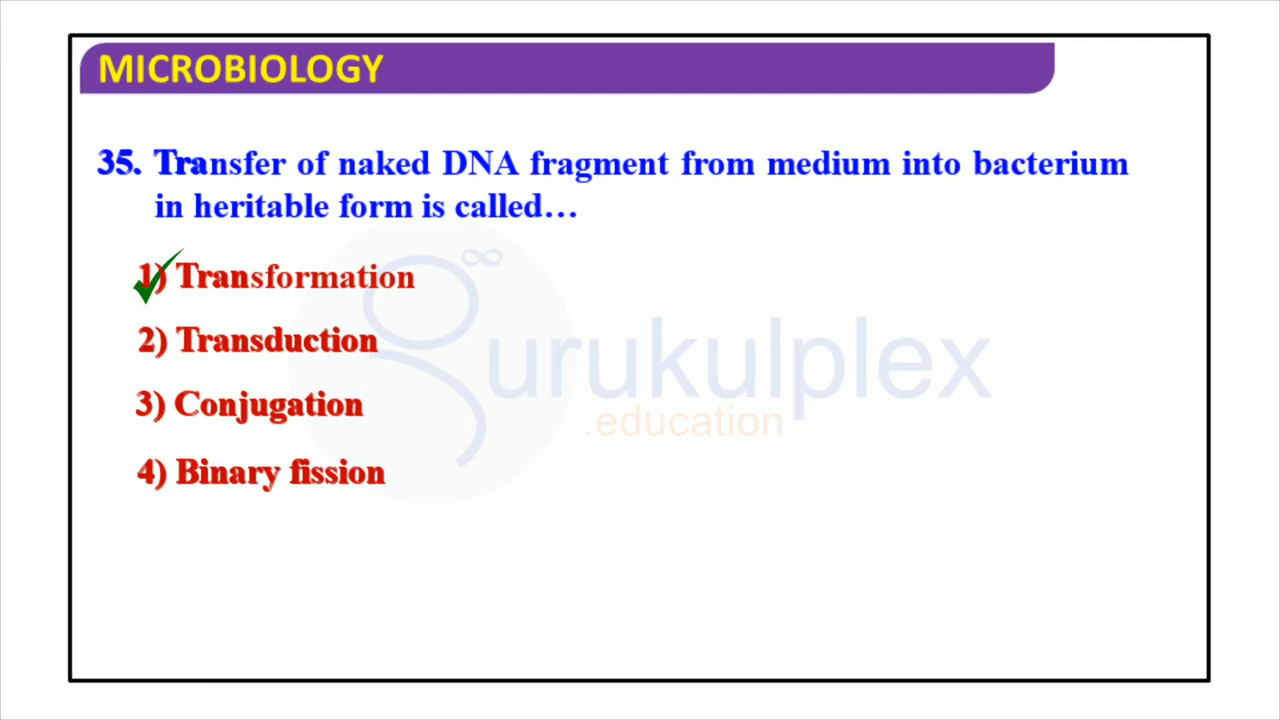 MICROBIOLOGY
35. Transfer of naked DNA fragment from medium into bacterium
in heritable form is called...
1) Transformation
2) Transduction
3) Conjugation
4) Binary fission
gurukulplex
.education